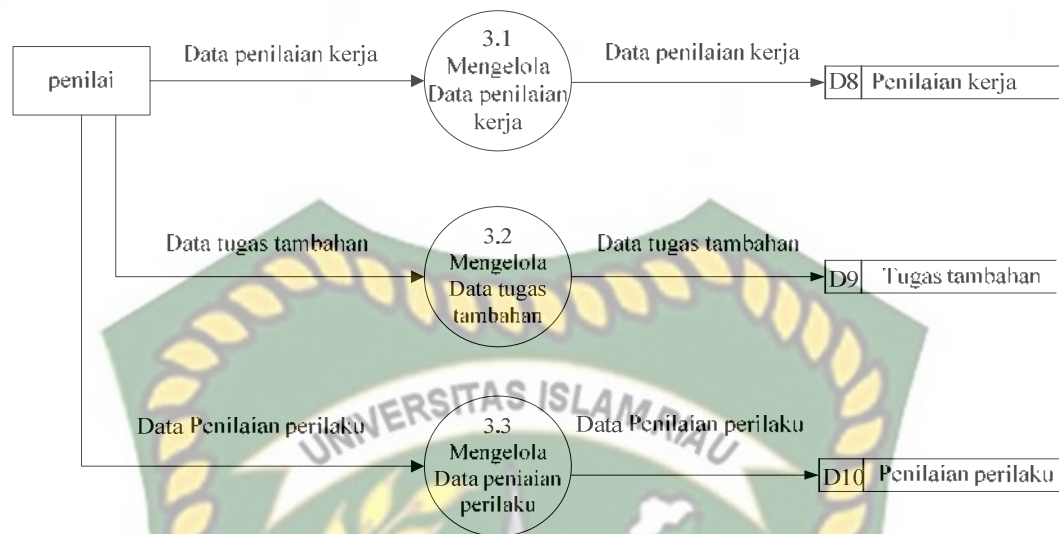 penilai
Data penilaian kerja
3.1
Mengelola
Data penilaian
kerja
Data penilaian kerja
D8 Penilaian kerja
Data tugas tambahan
3.2
Mengelola
Data tugas
tambahan
Data tugas tambahan
D9 Tugas tambahan
UNIVERSITAS ISLAM RIAU
Data Penilaian perilaku
3.3
Mengelola
Data peniaian
perilaku
Data Penilaian perilaku
D10 Penilaian perilaku